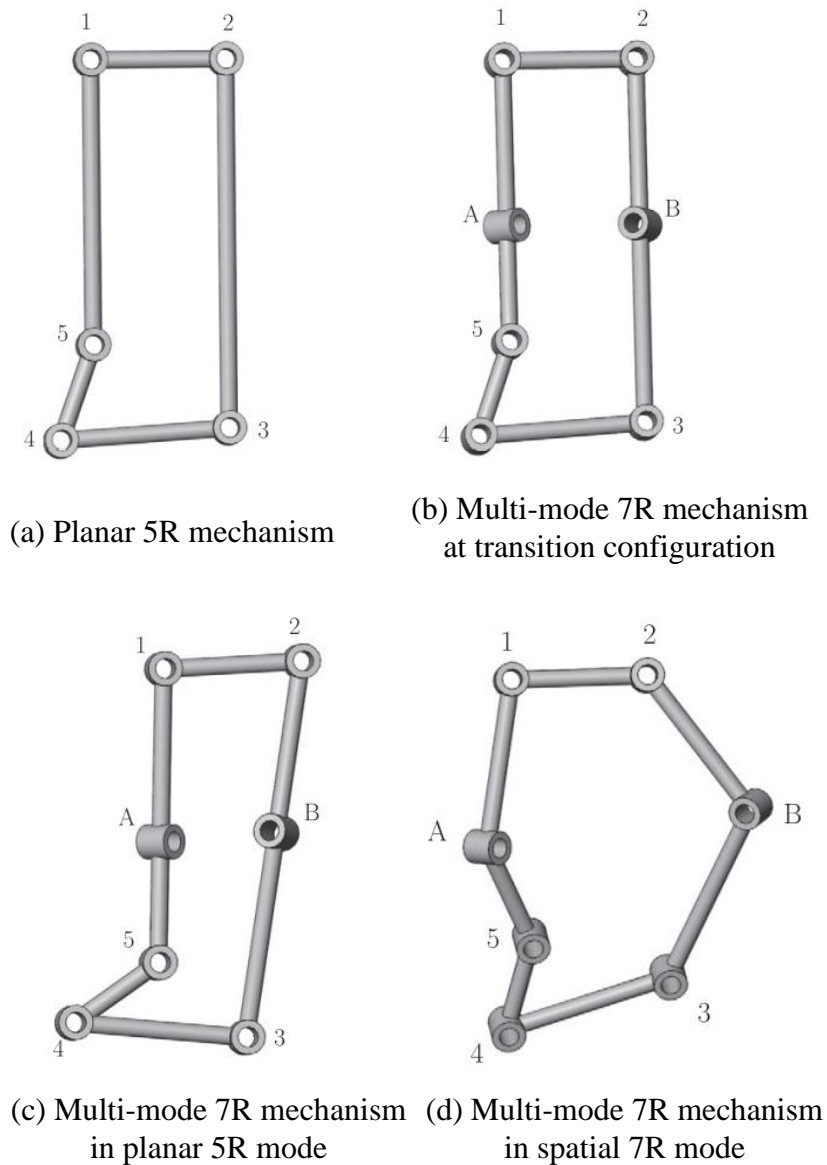 1
2
5
4
3
1
2
A
B
5
4
3
(a) Planar 5R mechanism
(b) Multi-mode 7R mechanism
at transition configuration
1
2
A
B
5
4
3
1
2
A
B
5
3
4
(c) Multi-mode 7R mechanism
in planar 5R mode
(d) Multi-mode 7R mechanism
in spatial 7R mode